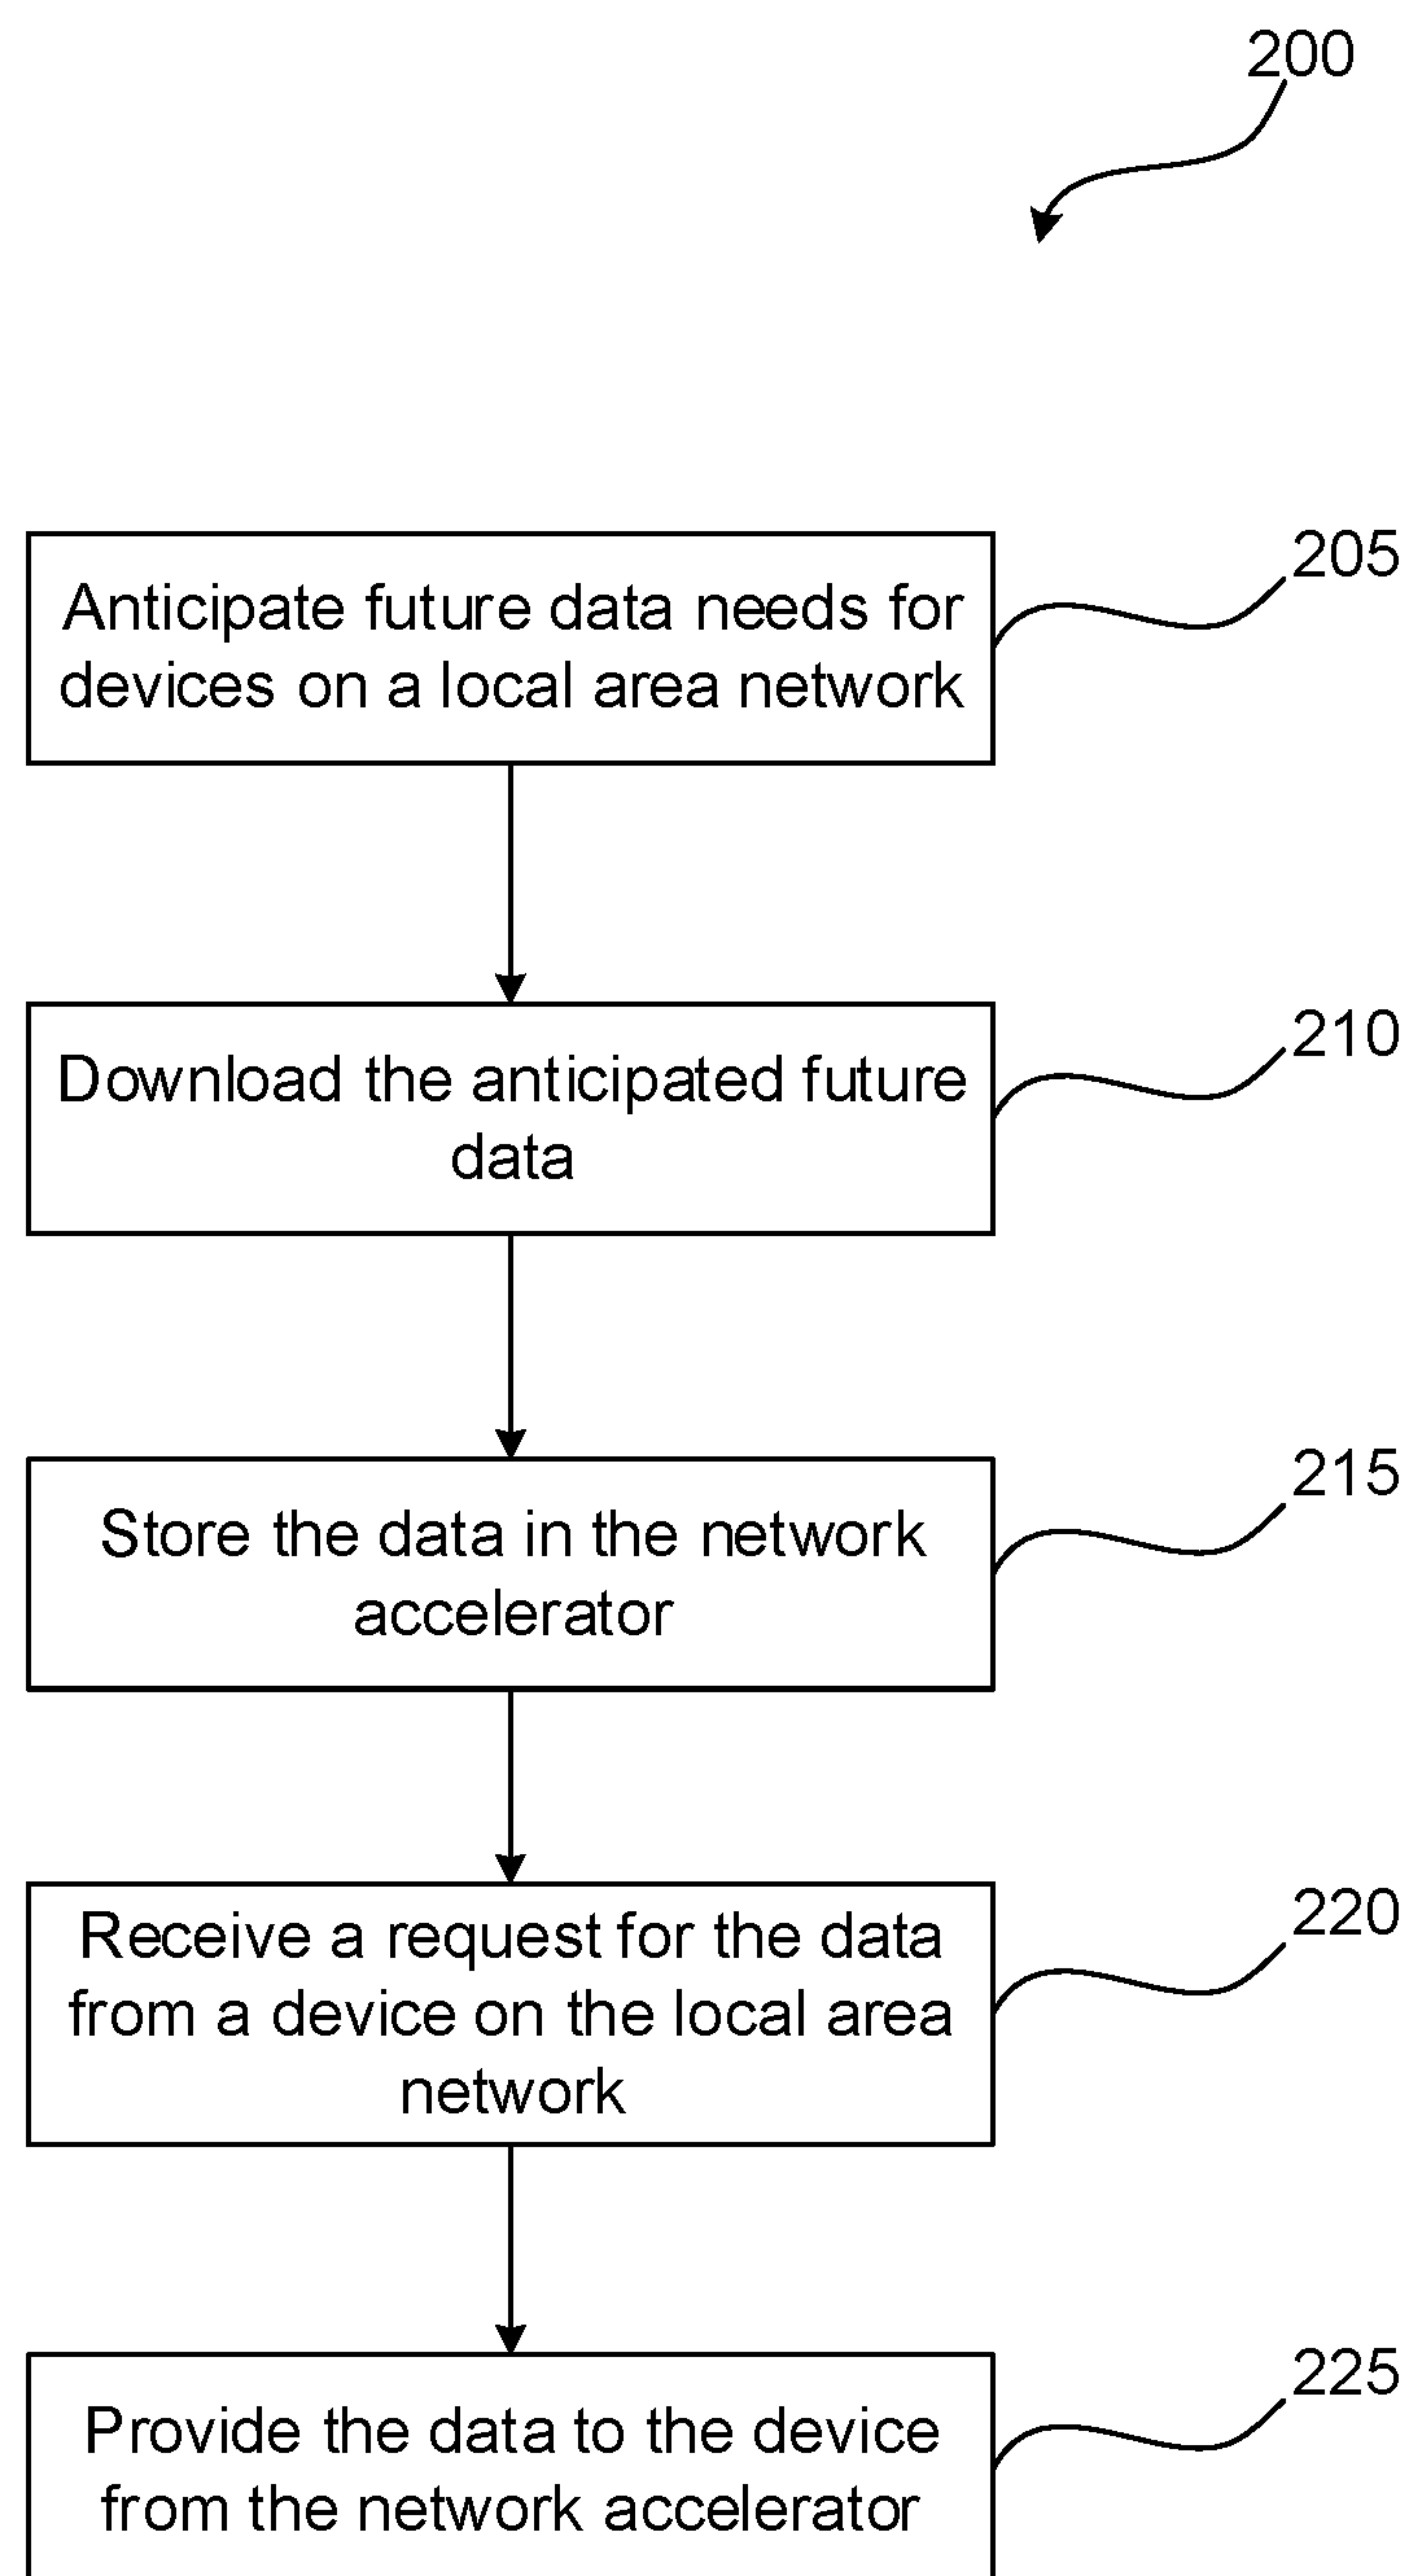 200
Anticipate future data needs for
devices on a local area network
205
Download the anticipated future
data
210
Store the data in the network
accelerator
215
Receive a request for the data
from a device on the local area
network
220
Provide the data to the device
from the network accelerator
225